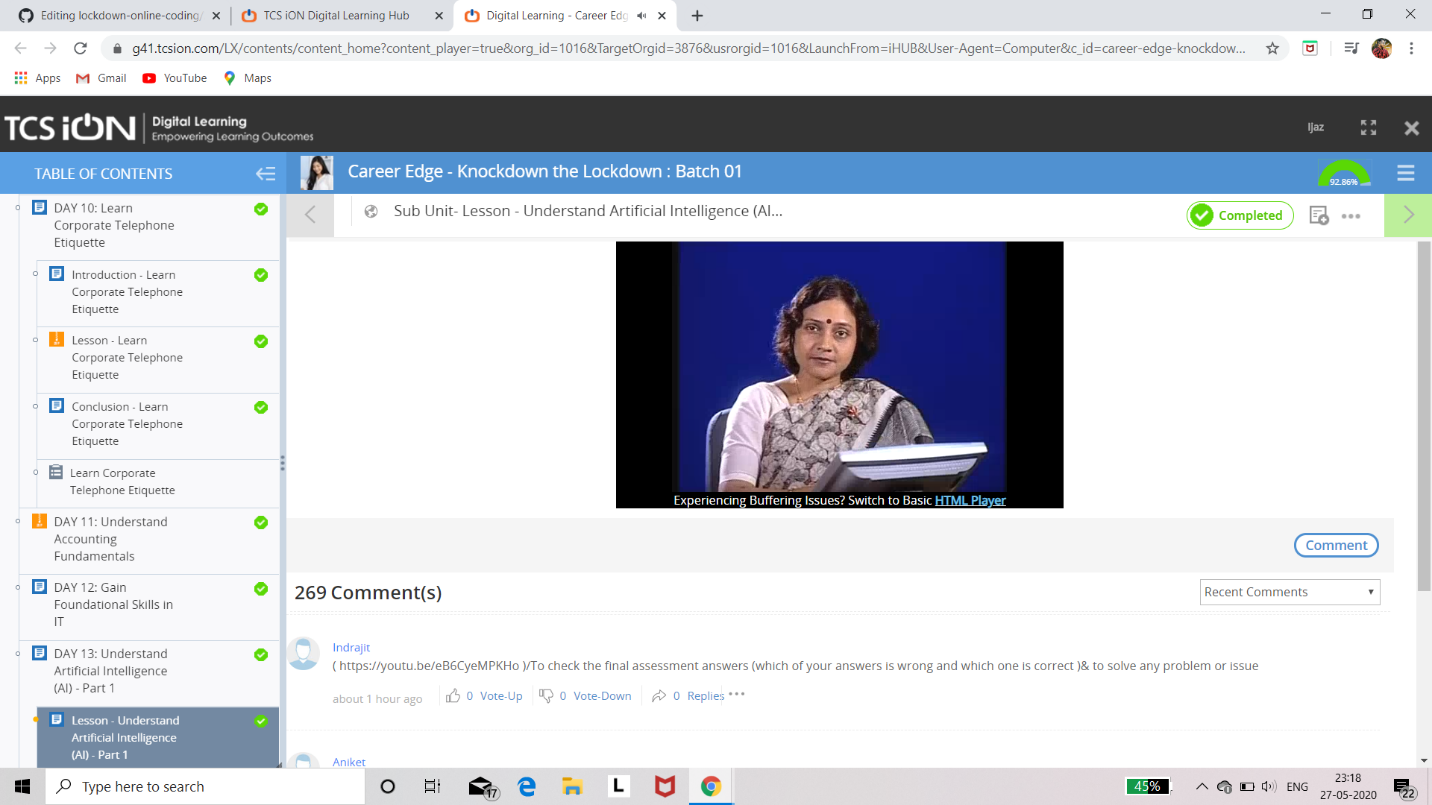 Editing lockdown-online-coding/
TCS iON Digital Learning Hub
Digital Learning - Career Edg
g41.tcsion.com/LX/contents/content_home?content_player=true&org_id=1016&TargetOrgid=3876&usrorgid=1016&LaunchFrom=iHUB&User-Agent=Computer&c_id=career-edge-knockdow...
Apps
Gmail
YouTube
Maps
TCS iON
Digital Learning
Empowering Learning Outcomes
Ijaz
TABLE OF CONTENTS
Career Edge - Knockdown the Lockdown : Batch 01
92.86%
Sub Unit- Lesson - Understand Artificial Intelligence (AI...
Completed
DAY 10: Learn
Corporate Telephone
Etiquette
Introduction - Learn
Corporate Telephone
Etiquette
Lesson - Learn
Corporate Telephone
Etiquette
Conclusion - Learn
Corporate Telephone
Etiquette
Learn Corporate
Telephone Etiquette
DAY 11: Understand
Accounting
Fundamentals
DAY 12: Gain
Foundational Skills in
IT
DAY 13: Understand
Artificial Intelligence
(AI) - Part 1
Lesson - Understand
Artificial Intelligence
(AI) - Part 1
Experiencing Buffering Issues? Switch to Basic HTML Player
Comment
269 Comment(s)
Recent Comments
Indrajit
( https://youtu.be/eB6CyeMPKHo )/To check the final assessment answers (which of your answers is wrong and which one is correct )& to solve any problem or issue
about 1 hour ago
0 Vote-Up
0 Vote-Down
0 Replies
Aniket
Type here to search
17
L
45%
ENG
23:18
27-05-2020
22